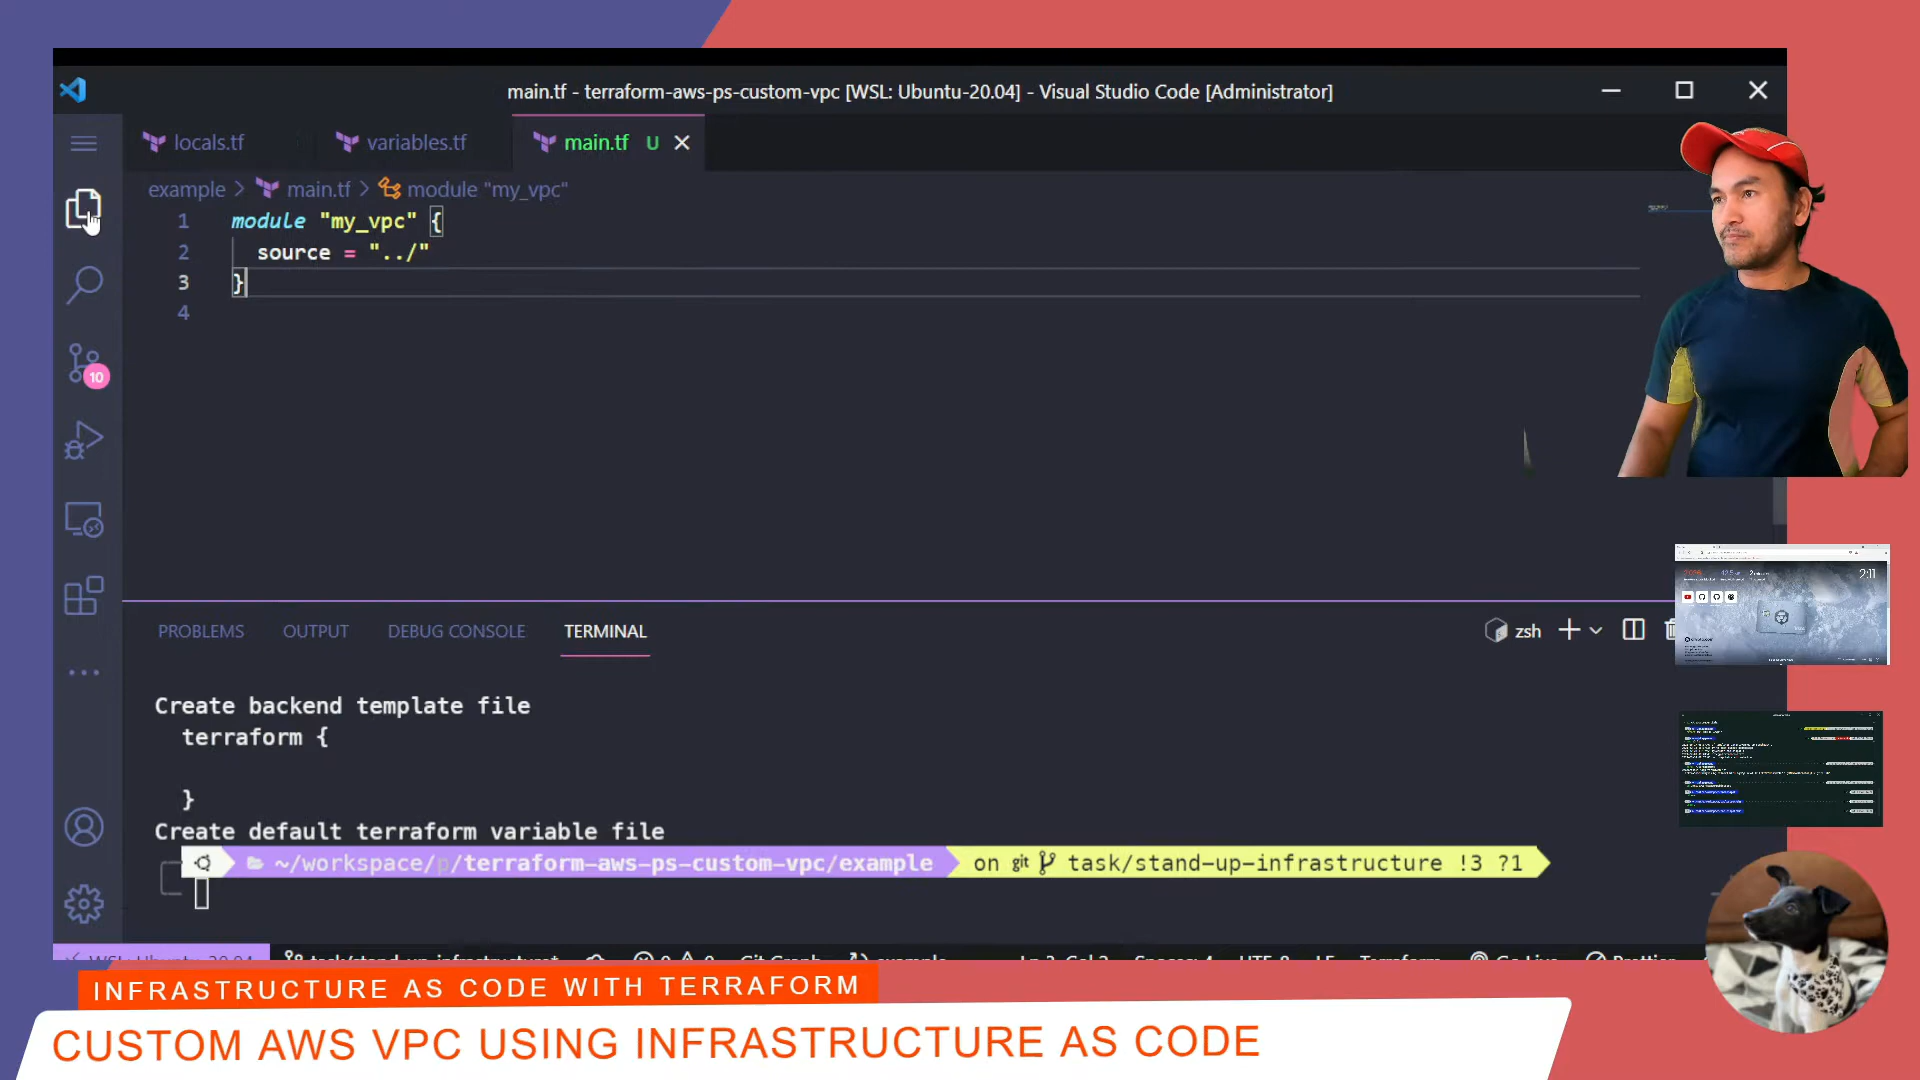 main.tf - terraform-aws-ps-custom-vpc [WSL: Ubuntu-20.04] - Visual Studio Code [Administrator]
locals.tf
variables.tf
main.tf U
example > main.tf > module "my_vpc"
1 module "my_vpc" {
2 source = "../"
3 }
4
10
PROBLEMS
OUTPUT
DEBUG CONSOLE
TERMINAL
zsh
2:11
Create backend template file
terraform {
}
Create default terraform variable file
~/workspace/p/terraform-aws-ps-custom-vpc/example on git task/stand-up-infrastructure !3 ?1
INFRASTRUCTURE AS CODE WITH TERRAFORM
CUSTOM AWS VPC USING INFRASTRUCTURE AS CODE